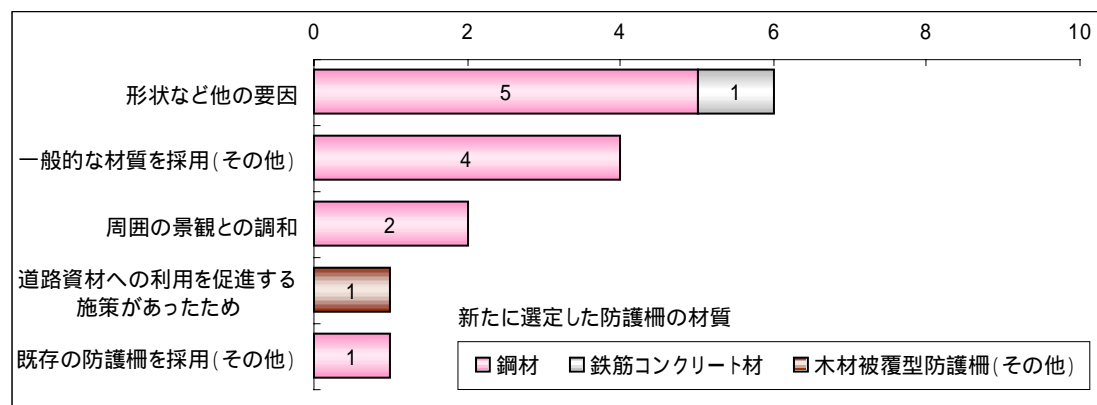 0 2 4 6 8 10
形状など他の要因 5 1
一般的な材質を採用(その他) 4
周囲の景観との調和 2
道路資材への利用を促進する
施策があったため 1
新たに選定した防護柵の材質
既存の防護柵を採用(その他) 1
鋼材 鉄筋コンクリート材 木材被覆型防護柵(その他)